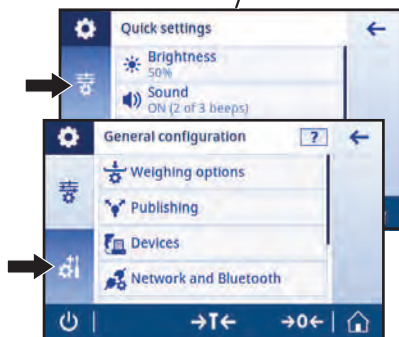 Quick settings
Brightness
50%
Sound
ON (2 of 3 beeps)
General configuration ?
Weighing options
Publishing
Devices
Network and Bluetooth
→T← →0←